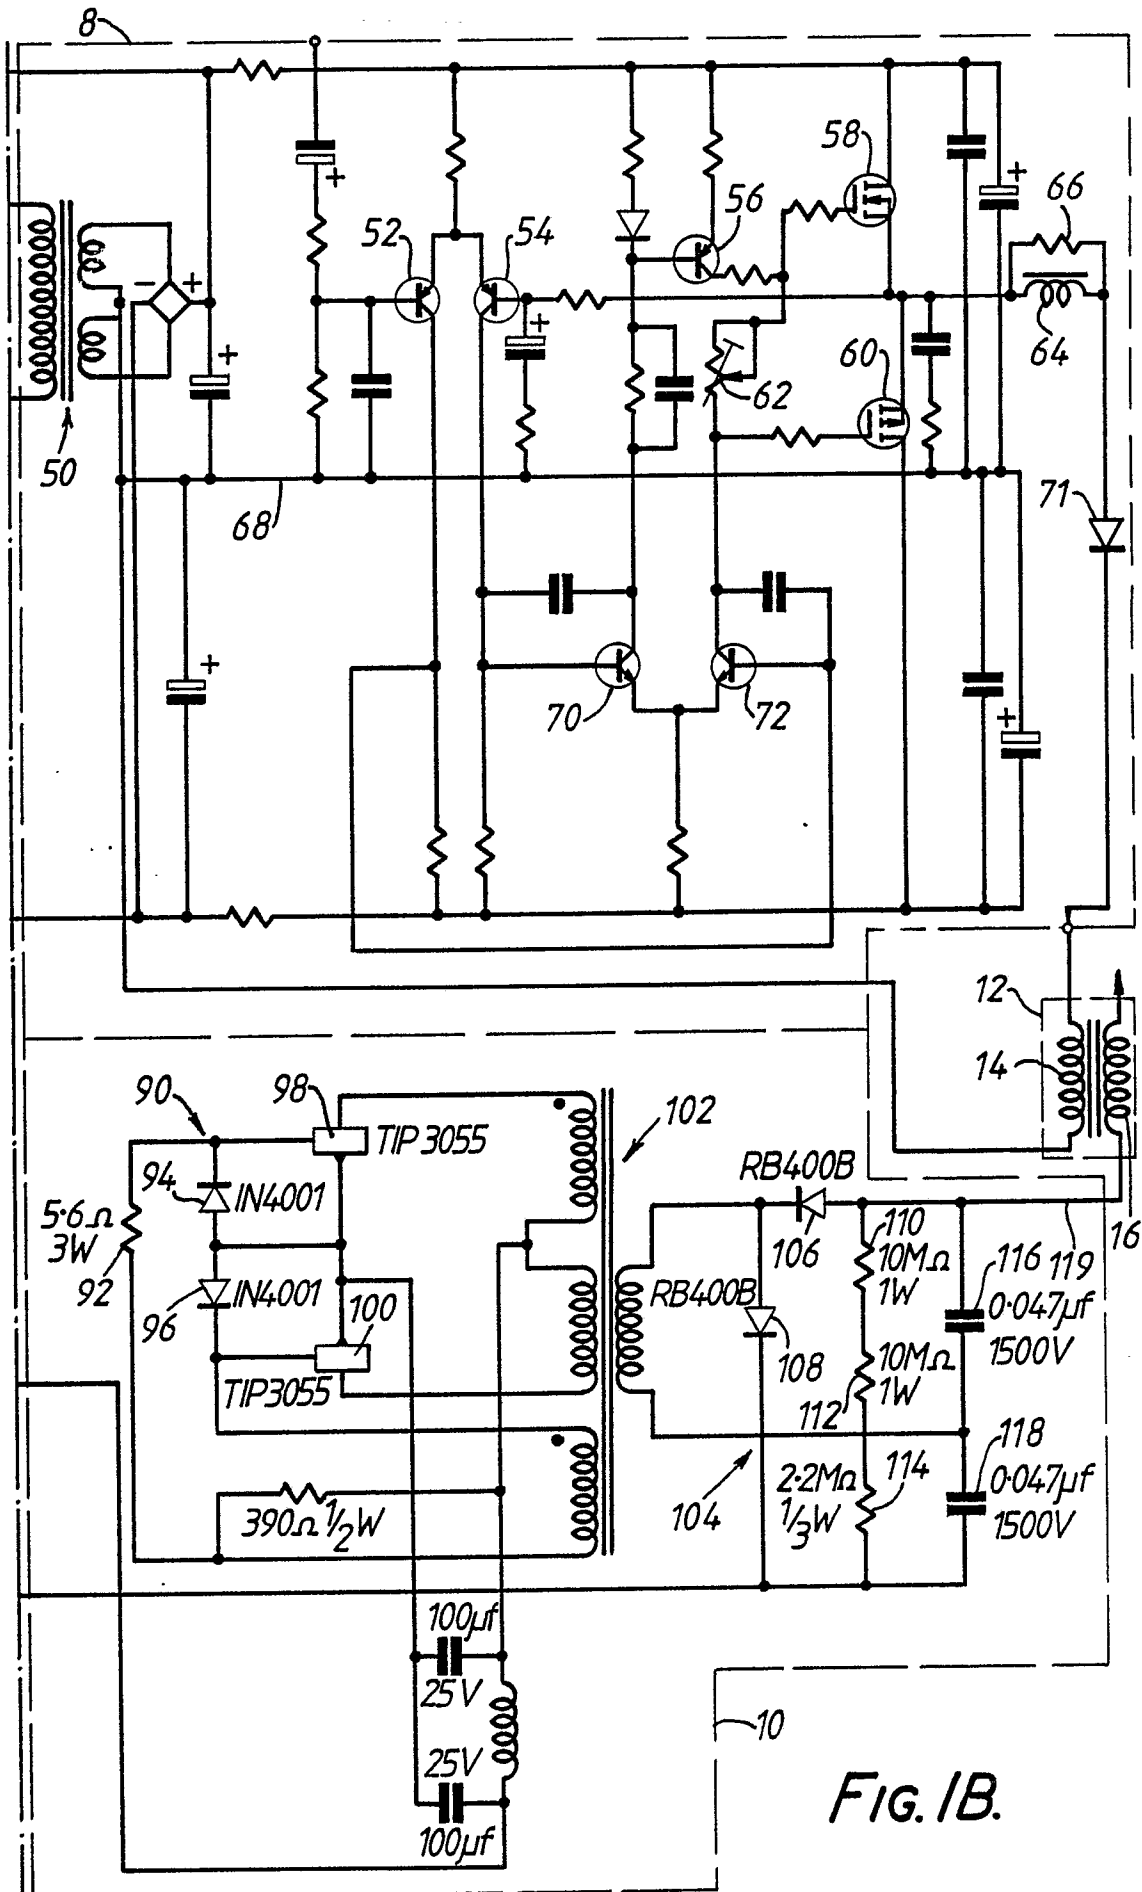 8
+
58
+
66
52
54
56
- +
+
+
64
60
62
50
68
71
+
70
72
+
12
14
90
98
TIP 3055
102
RB400B
94
IN4001
16
5·6Ω
3W
92
106
110
10MΩ
1W
116
119
IN4001
100
RB400B
0·047µf
1500V
96
108
10MΩ
1W
TIP3055
112
118
0·047µf
1500V
2·2MΩ
1/3W
114
104
390Ω 1/2W
100µf
25V
10
25V
100µf
FIG. 1B.